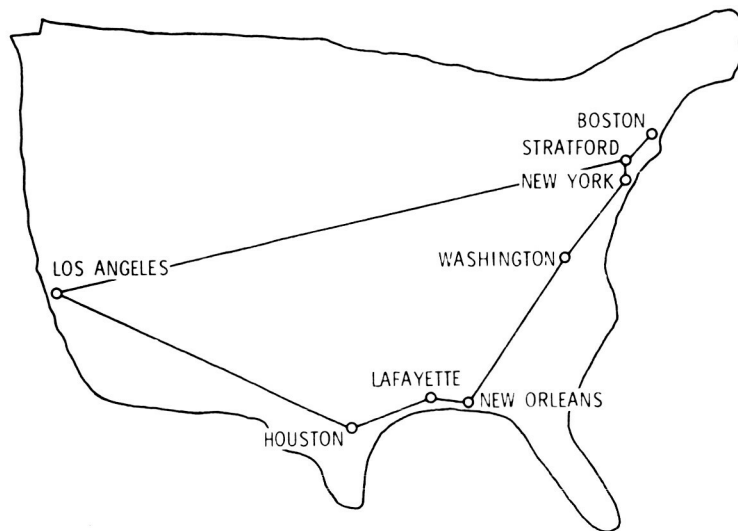 BOSTON
STRATFORD
NEW YORK
LOS ANGELES
WASHINGTON
LAFAYETTE
NEW ORLEANS
HOUSTON